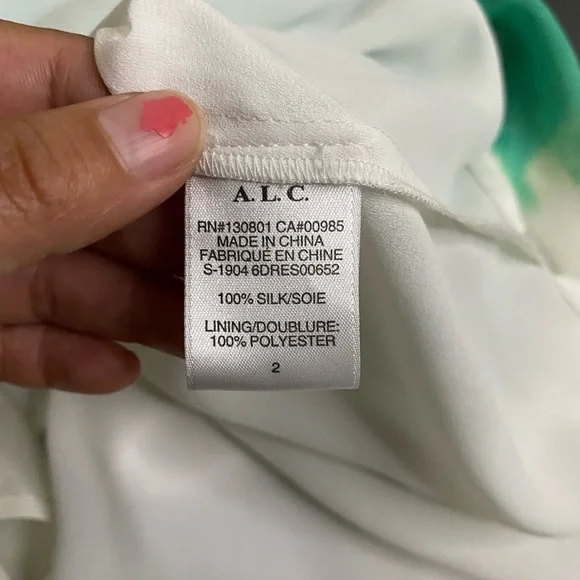 A.L.C.
RN#130801 CA#00985
MADE IN CHINA
FABRIQUÉ EN CHINE
S-1904 6DRES00652
100% SILK/SOIE
LINING/DOUBLURE:
100% POLYESTER
2